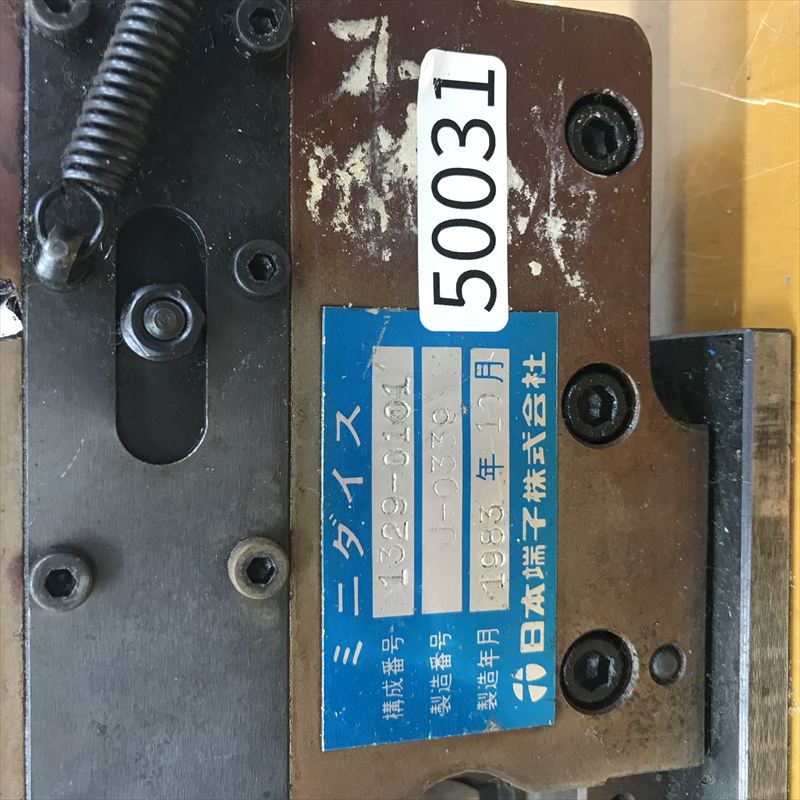 50031
ミニダイス
構成番号 1329-0101
製造番号 J-0339
製造年月 1983 年 10 月
日本端子株式会社